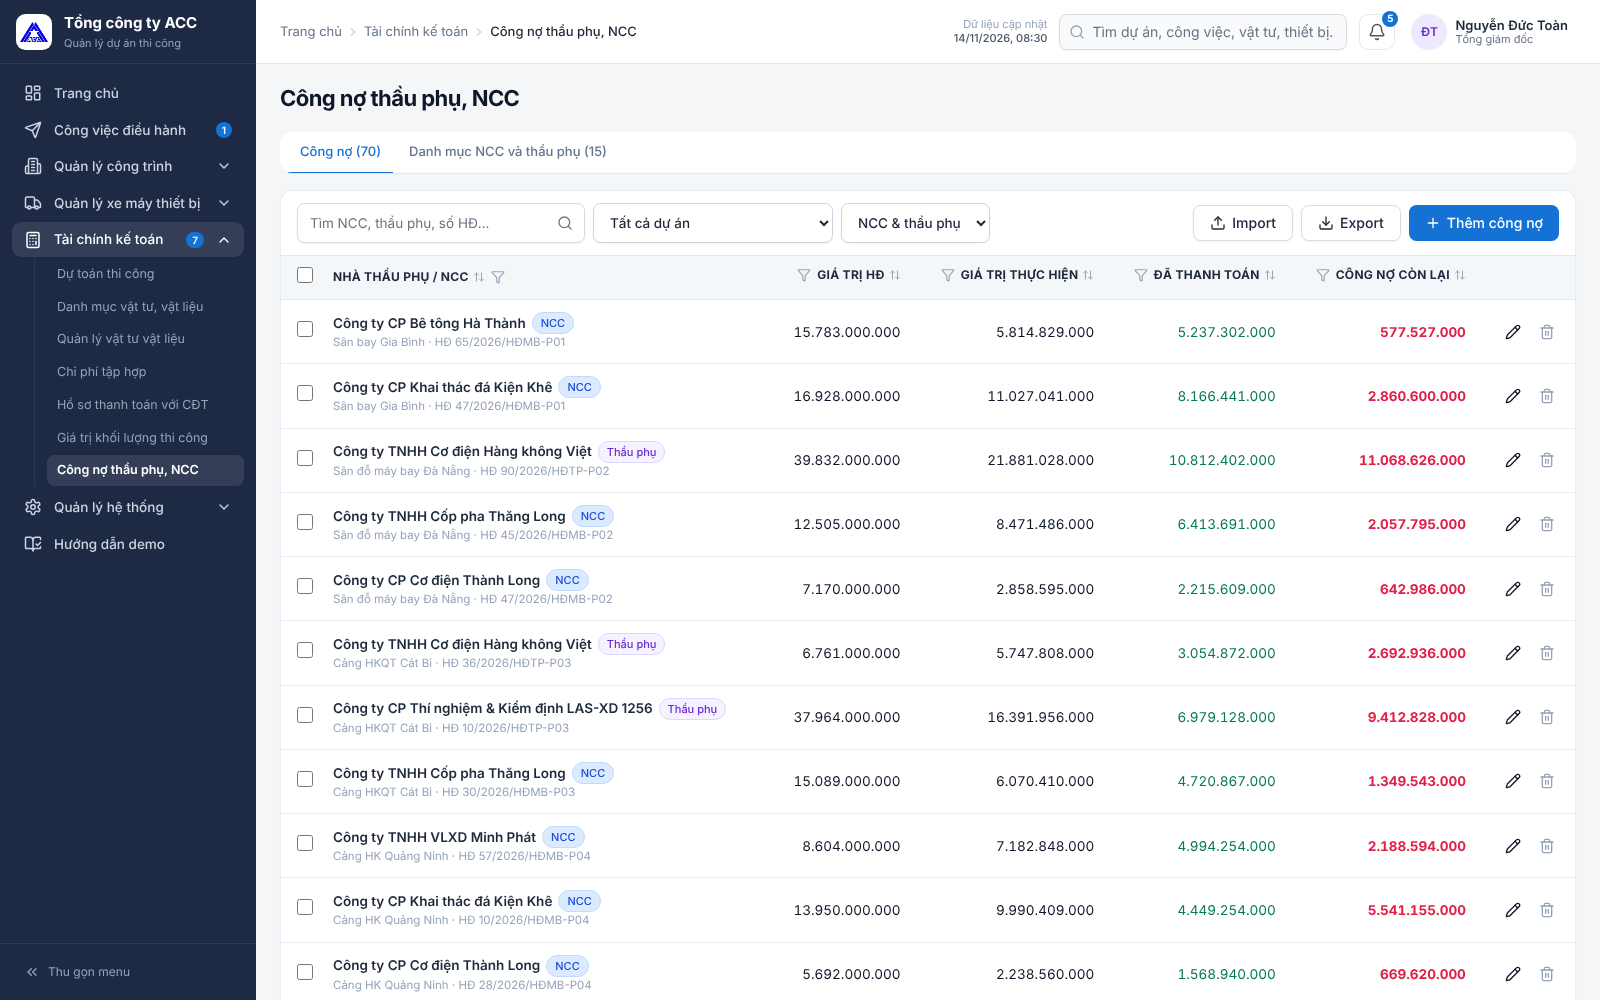 Tổng công ty ACC
Quản lý dự án thi công
Trang chủ
Công việc điều hành 1
Quản lý công trình
Quản lý xe máy thiết bị
Tài chính kế toán 7
Dự toán thi công
Danh mục vật tư, vật liệu
Quản lý vật tư vật liệu
Chi phí tập hợp
Hồ sơ thanh toán với CĐT
Giá trị khối lượng thi công
Công nợ thầu phụ, NCC
Quản lý hệ thống
Hướng dẫn demo
Thu gọn menu
Trang chủ Tài chính kế toán Công nợ thầu phụ, NCC
Dữ liệu cập nhật
14/11/2026, 08:30
Tìm dự án, công việc, vật tư, thiết bị.
5
ĐT
Nguyễn Đức Toàn
Tổng giám đốc
Công nợ thầu phụ, NCC
Công nợ (70) Danh mục NCC và thầu phụ (15)
Tìm NCC, thầu phụ, số HĐ... Tất cả dự án NCC & thầu phụ Import Export + Thêm công nợ
NHÀ THẦU PHỤ / NCC GIÁ TRỊ HĐ GIÁ TRỊ THỰC HIỆN ĐÃ THANH TOÁN CÔNG NỢ CÒN LẠI
Công ty CP Bê tông Hà Thành NCC
Sân bay Gia Bình · HĐ 65/2026/HĐMB-P01
15.783.000.000 5.814.829.000 5.237.302.000 577.527.000
Công ty CP Khai thác đá Kiện Khê NCC
Sân bay Gia Bình · HĐ 47/2026/HĐMB-P01
16.928.000.000 11.027.041.000 8.166.441.000 2.860.600.000
Công ty TNHH Cơ điện Hàng không Việt Thầu phụ
Sân đỗ máy bay Đà Nẵng · HĐ 90/2026/HĐTP-P02
39.832.000.000 21.881.028.000 10.812.402.000 11.068.626.000
Công ty TNHH Cốp pha Thăng Long NCC
Sân đỗ máy bay Đà Nẵng · HĐ 45/2026/HĐMB-P02
12.505.000.000 8.471.486.000 6.413.691.000 2.057.795.000
Công ty CP Cơ điện Thành Long NCC
Sân đỗ máy bay Đà Nẵng · HĐ 47/2026/HĐMB-P02
7.170.000.000 2.858.595.000 2.215.609.000 642.986.000
Công ty TNHH Cơ điện Hàng không Việt Thầu phụ
Cảng HKQT Cát Bi · HĐ 36/2026/HĐTP-P03
6.761.000.000 5.747.808.000 3.054.872.000 2.692.936.000
Công ty CP Thí nghiệm & Kiểm định LAS-XD 1256 Thầu phụ
Cảng HKQT Cát Bi · HĐ 10/2026/HĐTP-P03
37.964.000.000 16.391.956.000 6.979.128.000 9.412.828.000
Công ty TNHH Cốp pha Thăng Long NCC
Cảng HKQT Cát Bi · HĐ 30/2026/HĐMB-P03
15.089.000.000 6.070.410.000 4.720.867.000 1.349.543.000
Công ty TNHH VLXD Minh Phát NCC
Cảng HK Quảng Ninh · HĐ 57/2026/HĐMB-P04
8.604.000.000 7.182.848.000 4.994.254.000 2.188.594.000
Công ty CP Khai thác đá Kiện Khê NCC
Cảng HK Quảng Ninh · HĐ 10/2026/HĐMB-P04
13.950.000.000 9.990.409.000 4.449.254.000 5.541.155.000
Công ty CP Cơ điện Thành Long NCC
Cảng HK Quảng Ninh · HĐ 28/2026/HĐMB-P04
5.692.000.000 2.238.560.000 1.568.940.000 669.620.000